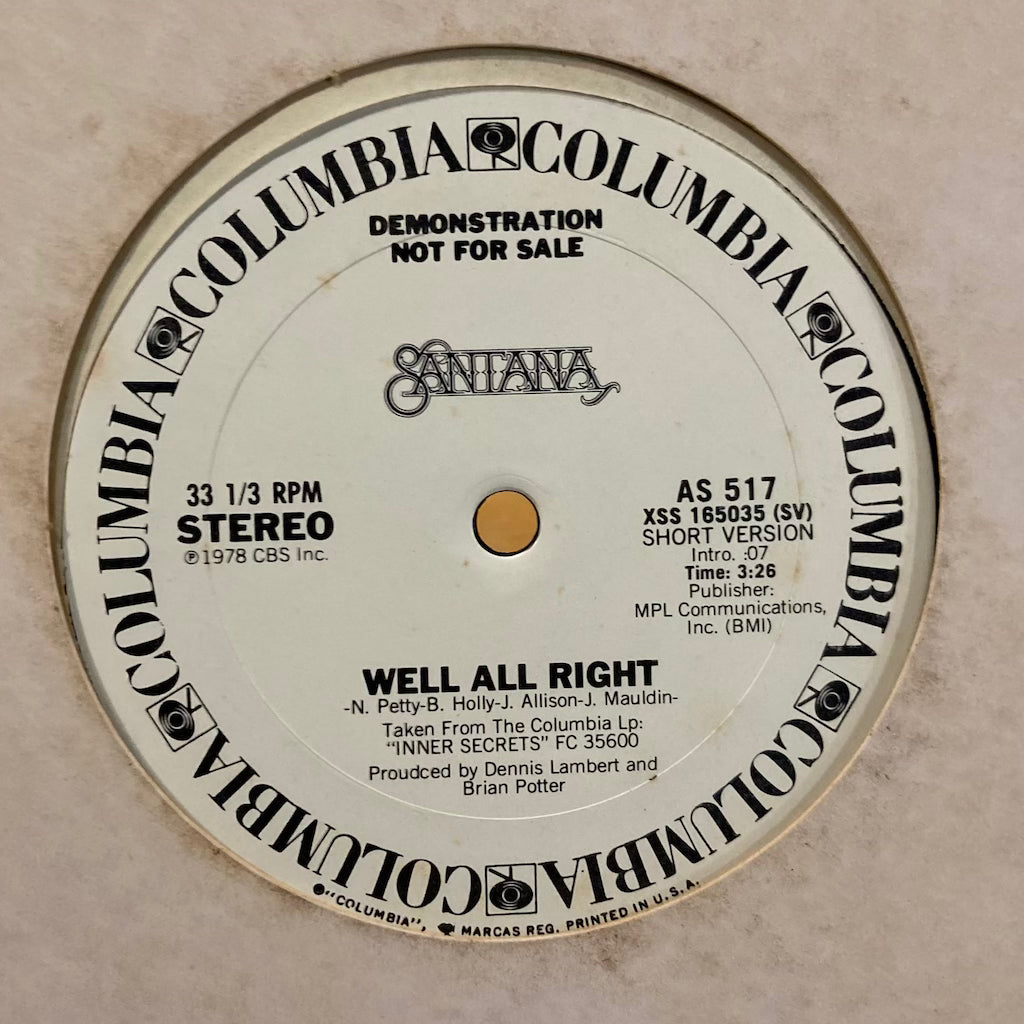 COLUMBIA COLUMBIA COLUMBIA COLUMBIA COLUMBIA COLUMBIA
DEMONSTRATION
NOT FOR SALE
SANTANA
33 1/3 RPM
STEREO
℗1978 CBS Inc.
AS 517
XSS 165035 (SV)
SHORT VERSION
Intro. :07
Time: 3:26
Publisher:
MPL Communications,
Inc. (BMI)
WELL ALL RIGHT
-N. Petty-B. Holly-J. Allison-J. Mauldin-
Taken From The Columbia Lp:
"INNER SECRETS" FC 35600
Proudced by Dennis Lambert and
Brian Potter
"COLUMBIA", MARCAS REG. PRINTED IN U.S.A.